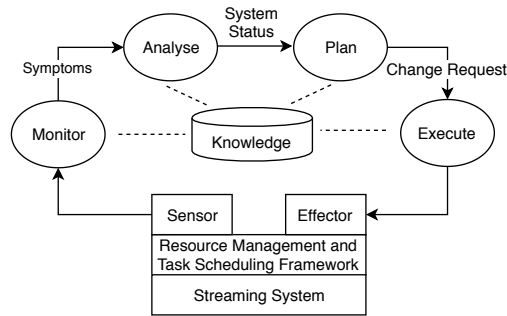 System
Status
Analyse
Plan
Symptoms
Change Request
Monitor
Knowledge
Execute
Sensor
Effector
Resource Management and
Task Scheduling Framework
Streaming System